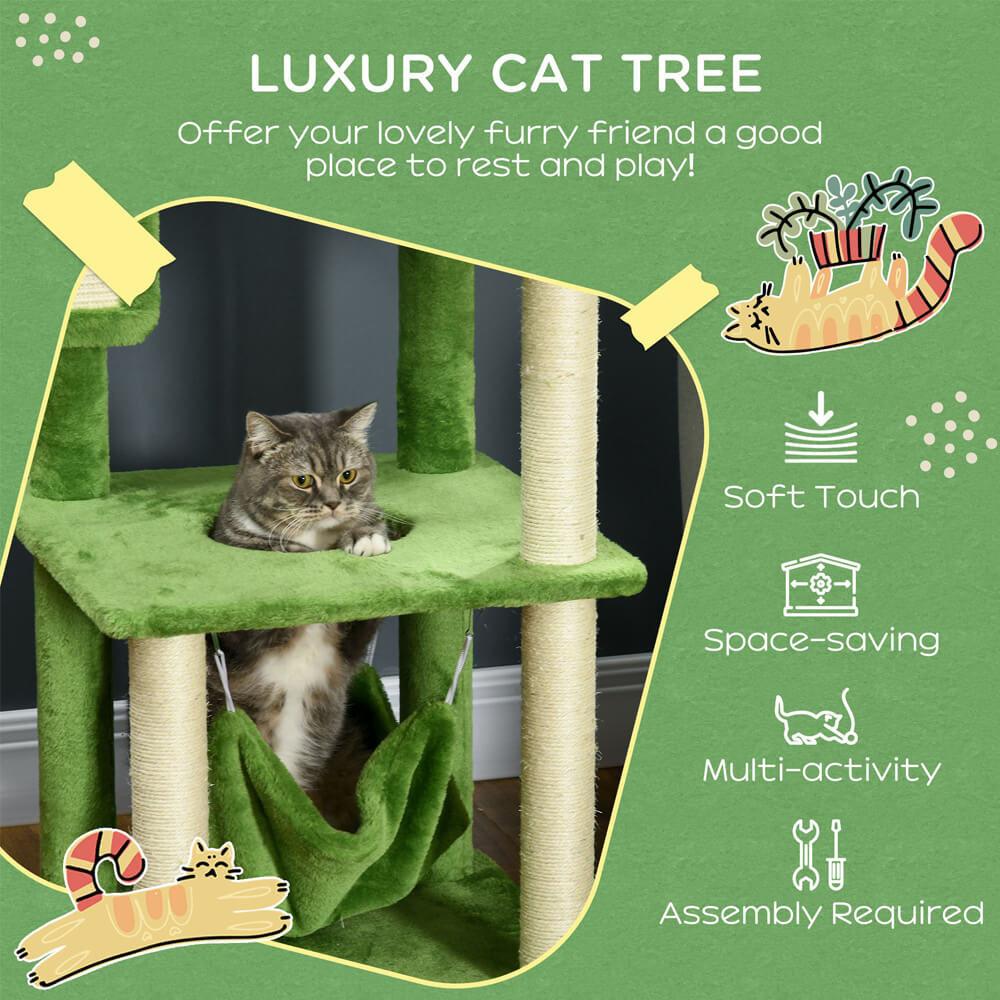 LUXURY CAT TREE
Offer your lovely furry friend a good
place to rest and play!
Soft Touch
Space-saving
Multi-activity
Assembly Required